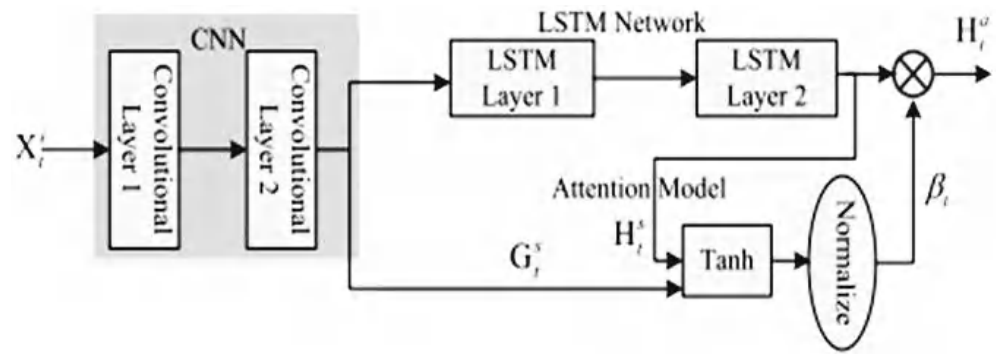 CNN
LSTM Network
H_t^a
Convolutional
Layer 1
Convolutional
Layer 2
LSTM
Layer 1
LSTM
Layer 2
X_t^i
Attention Model
β_t
H_t^s
G_t^s
Tanh
Normalize